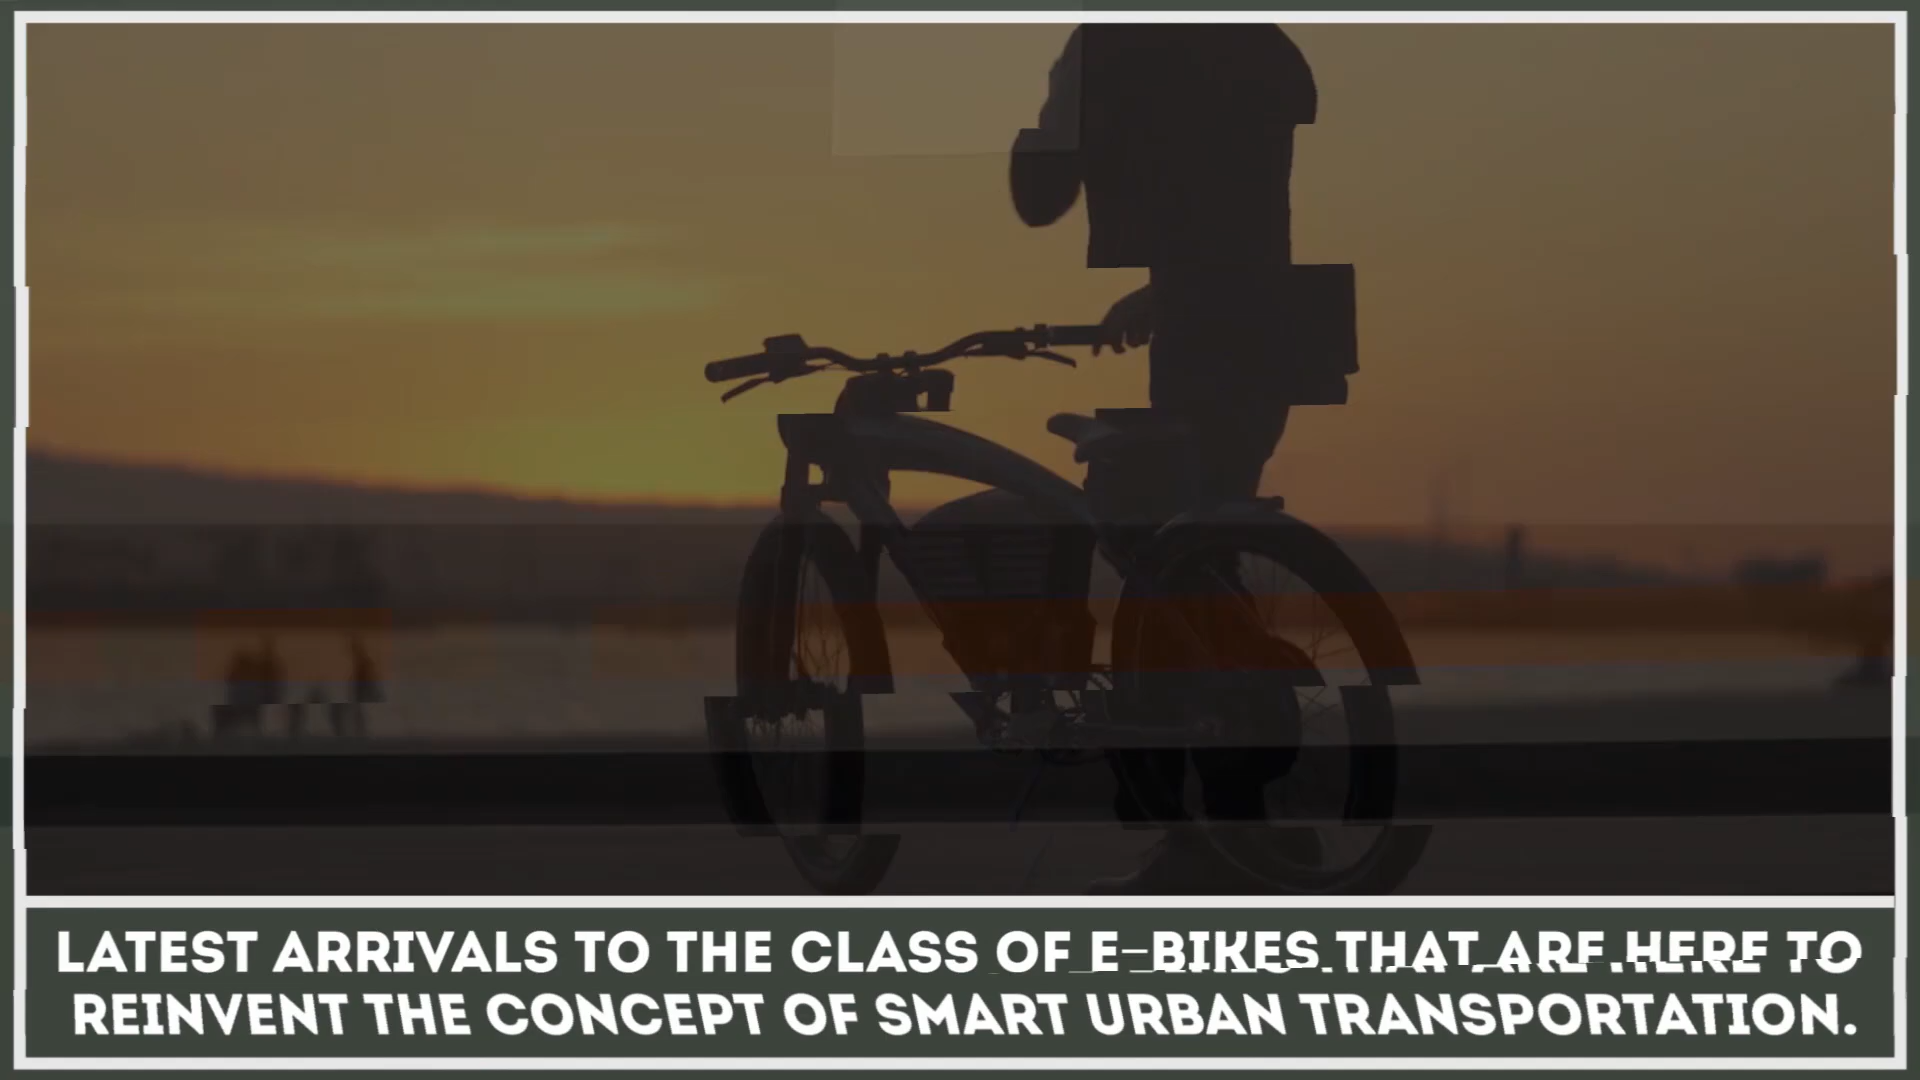 LATEST ARRIVALS TO THE CLASS OF E-BIKES THAT ARE HERE TO
REINVENT THE CONCEPT OF SMART URBAN TRANSPORTATION.